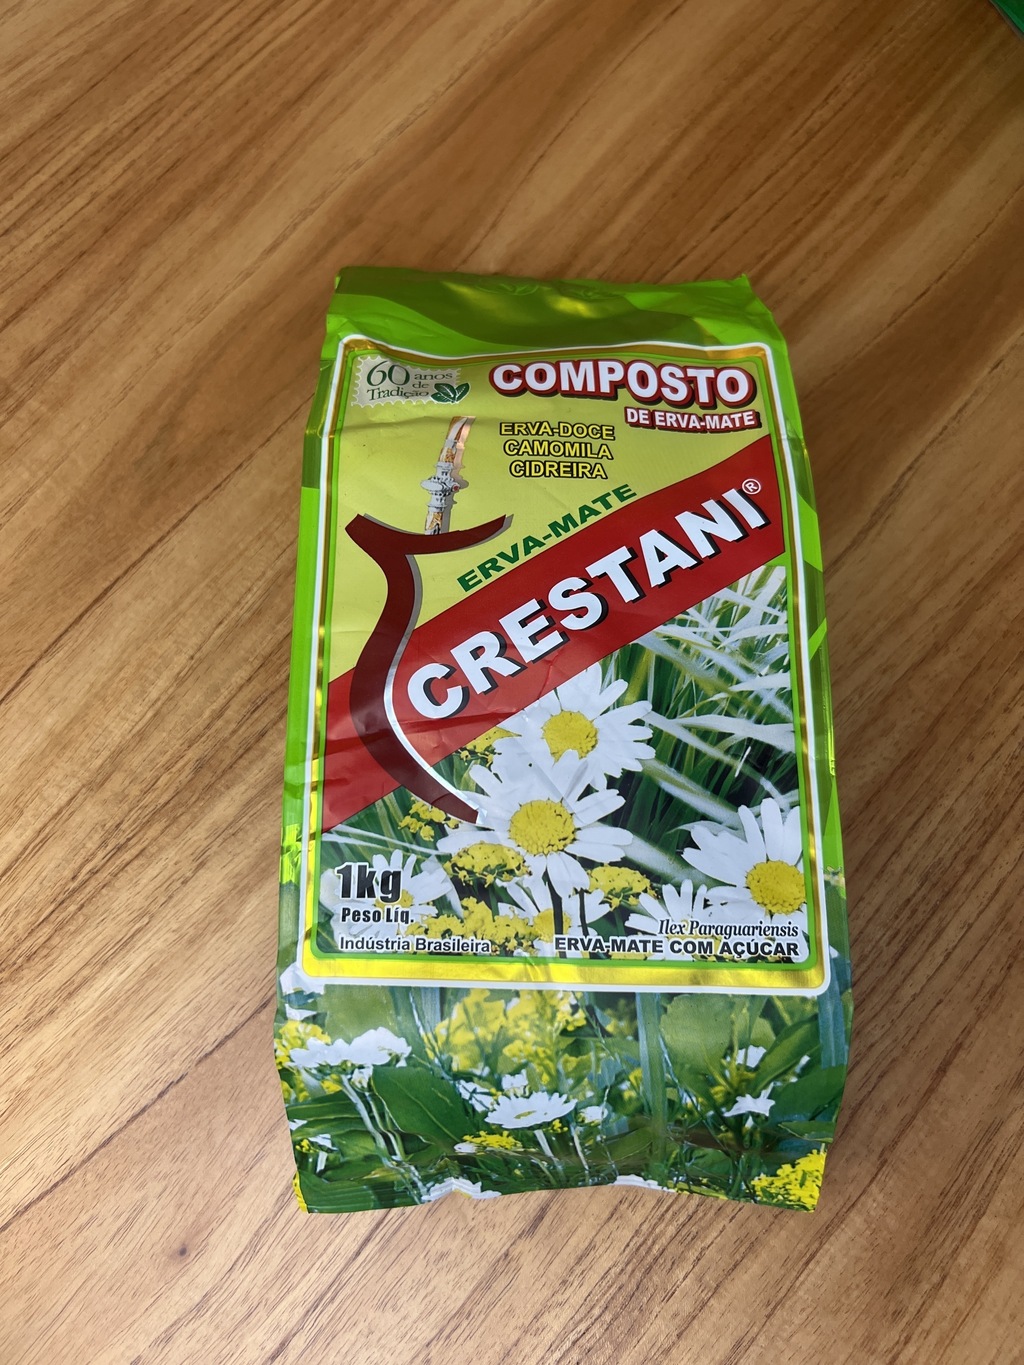 60 anos
de
Tradição
COMPOSTO
DE ERVA-MATE
ERVA-DOCE
CAMOMILA
CIDREIRA
ERVA-MATE
CRESTANI®
1kg
Peso Líq.
Indústria Brasileira
Ilex Paraguariensis
ERVA-MATE COM AÇÚCAR